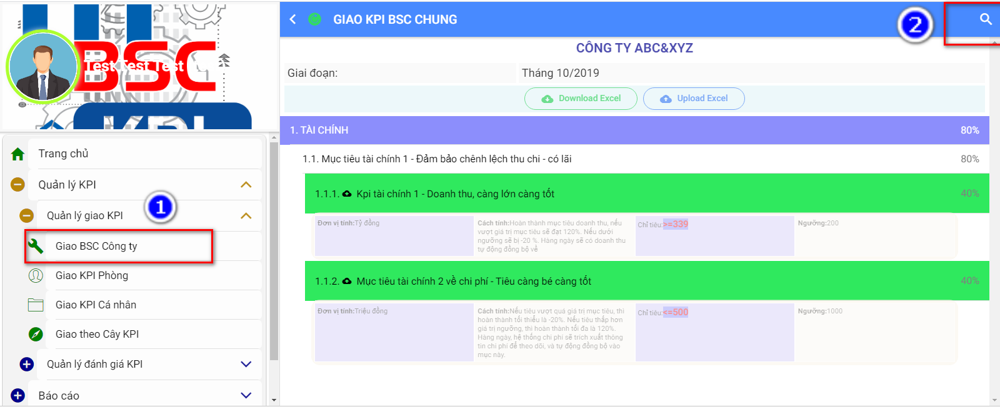 BSC
Test Test Test
KPI
Trang chủ
Quản lý KPI
Quản lý giao KPI
1
Giao BSC Công ty
Giao KPI Phòng
Giao KPI Cá nhân
Giao theo Cây KPI
Quản lý đánh giá KPI
Báo cáo
GIAO KPI BSC CHUNG
2
CÔNG TY ABC&XYZ
Giai đoạn: Tháng 10/2019
Download Excel Upload Excel
1. TÀI CHÍNH 80%
1.1. Mục tiêu tài chính 1 - Đảm bảo chênh lệch thu chi - có lãi 80%
1.1.1. Kpi tài chính 1 - Doanh thu, càng lớn càng tốt 40%
Đơn vị tính:Tỷ đồng
Cách tính:Hoàn thành mục tiêu doanh thu, nếu
vượt giá trị mục tiêu sẽ đạt 120%. Nếu dưới
ngưỡng sẽ bị -20 %. Hàng ngày sẽ có doanh thu
tự động đồng bộ về
Chỉ tiêu:>=339
Ngưỡng:200
1.1.2. Mục tiêu tài chính 2 về chi phí - Tiêu càng bé càng tốt 40%
Đơn vị tính:Triệu đồng
Cách tính:Nếu tiêu vượt quá giá trị mục tiêu, thì
hoàn thành tối thiểu là -20%. Nếu tiêu thấp hơn
giá trị ngưỡng, thì hoàn thành tối đa là 120%.
Hàng ngày, hệ thống chi phí sẽ trích xuất thông
tin chi phí để theo dõi, và tự động đồng bộ vào
mục này.
Chỉ tiêu:<=500
Ngưỡng:1000